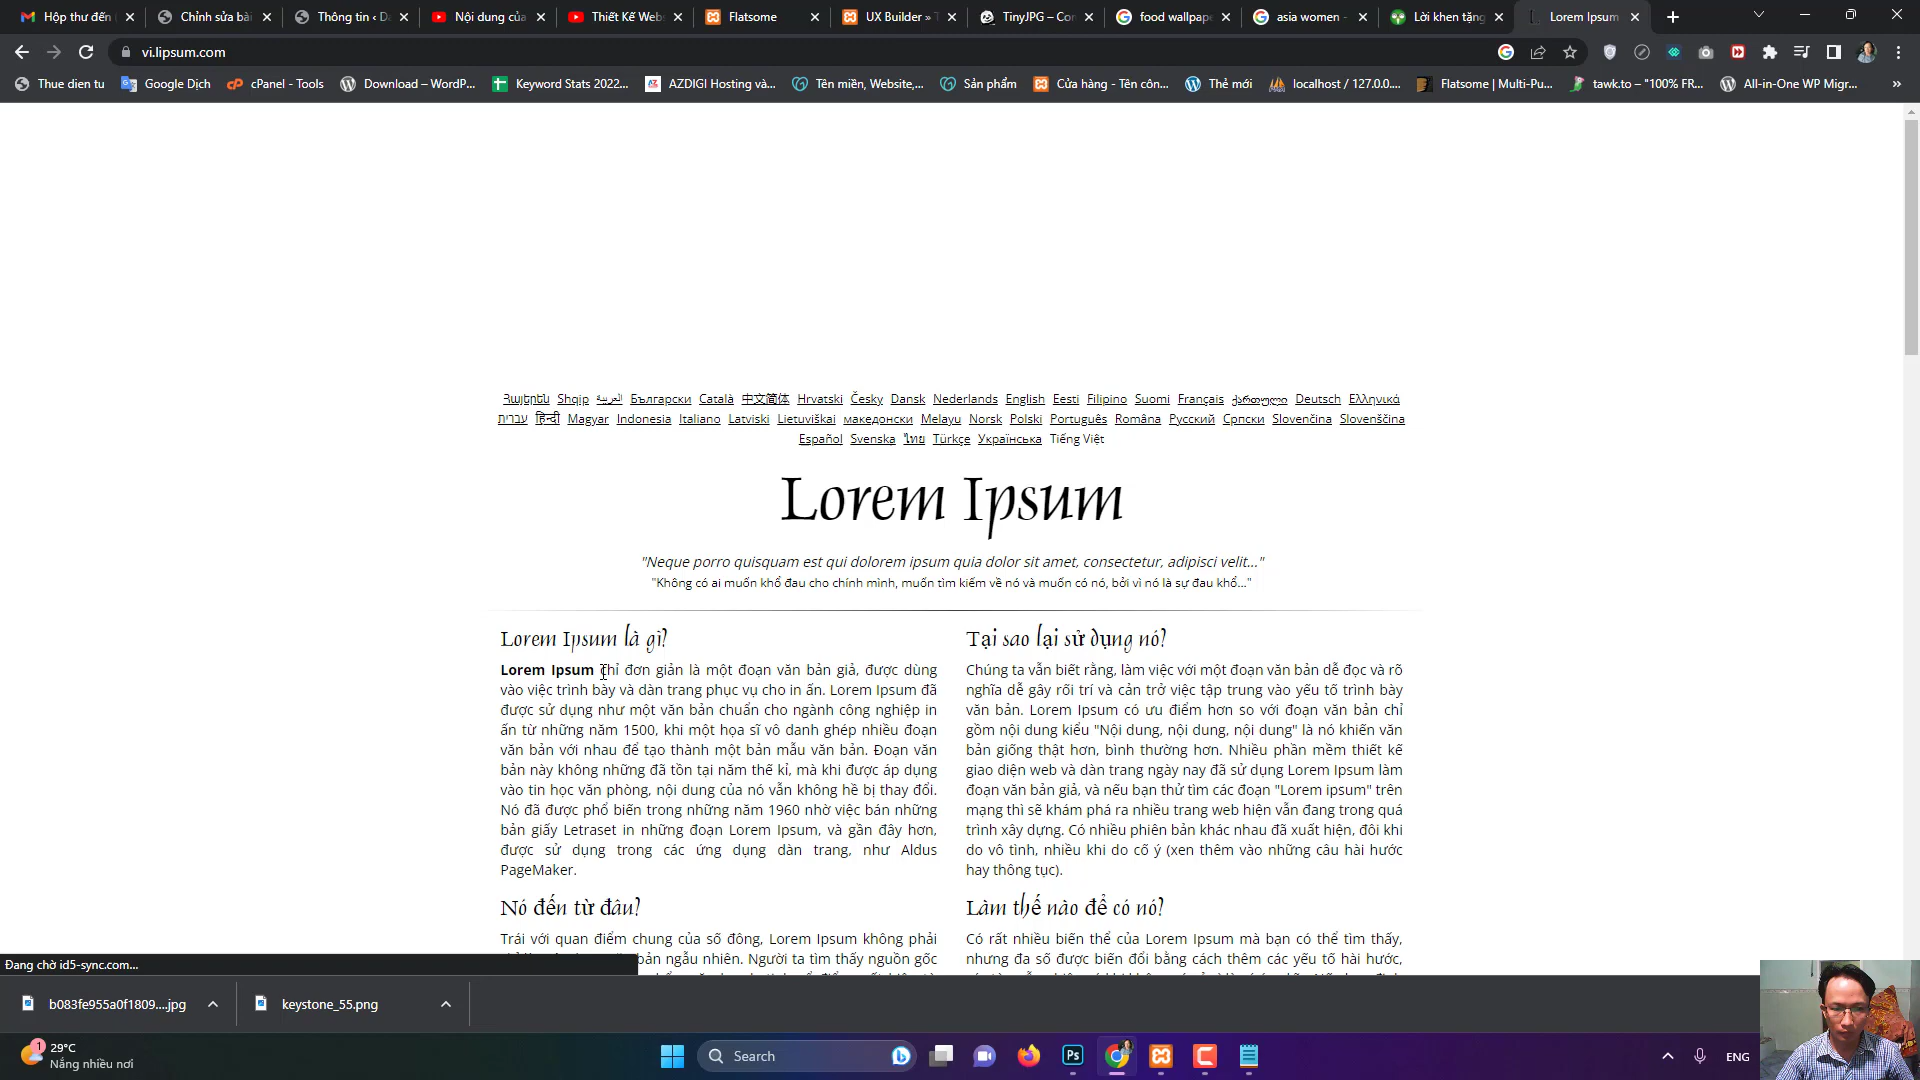 Hộp thư đến
Chỉnh sửa bài
Thông tin ‹ D
Nội dung của
Thiết Kế Webs
Flatsome
UX Builder » T
TinyJPG – Con
food wallpape
asia women -
Lời khen tặng
Lorem Ipsum
vi.lipsum.com
Thue dien tu
Google Dịch
cPanel - Tools
Download – WordP...
Keyword Stats 2022...
AZDIGI Hosting và...
Tên miền, Website,...
Sản phẩm
Cửa hàng - Tên côn...
Thẻ mới
localhost / 127.0.0....
Flatsome | Multi-Pu...
tawk.to – "100% FR...
All-in-One WP Migr...
»
Հայերեն Shqip العربية Български Català 中文简体 Hrvatski Česky Dansk Nederlands English Eesti Filipino Suomi Français ქართული Deutsch Ελληνικά
עברית हिन्दी Magyar Indonesia Italiano Latviski Lietuviškai македонски Melayu Norsk Polski Português Româna Русский Српски Slovenčina Slovenščina
Español Svenska ไทย Türkçe Українська Tiếng Việt
Lorem Ipsum
"Neque porro quisquam est qui dolorem ipsum quia dolor sit amet, consectetur, adipisci velit..."
"Không có ai muốn khổ đau cho chính mình, muốn tìm kiếm về nó và muốn có nó, bởi vì nó là sự đau khổ..."
Lorem Ipsum là gì?
Lorem Ipsum chỉ đơn giản là một đoạn văn bản giả, được dùng
vào việc trình bày và dàn trang phục vụ cho in ấn. Lorem Ipsum đã
được sử dụng như một văn bản chuẩn cho ngành công nghiệp in
ấn từ những năm 1500, khi một họa sĩ vô danh ghép nhiều đoạn
văn bản với nhau để tạo thành một bản mẫu văn bản. Đoạn văn
bản này không những đã tồn tại năm thế kỉ, mà khi được áp dụng
vào tin học văn phòng, nội dung của nó vẫn không hề bị thay đổi.
Nó đã được phổ biến trong những năm 1960 nhờ việc bán những
bản giấy Letraset in những đoạn Lorem Ipsum, và gần đây hơn,
được sử dụng trong các ứng dụng dàn trang, như Aldus
PageMaker.
Tại sao lại sử dụng nó?
Chúng ta vẫn biết rằng, làm việc với một đoạn văn bản dễ đọc và rõ
nghĩa dễ gây rối trí và cản trở việc tập trung vào yếu tố trình bày
văn bản. Lorem Ipsum có ưu điểm hơn so với đoạn văn bản chỉ
gồm nội dung kiểu "Nội dung, nội dung, nội dung" là nó khiến văn
bản giống thật hơn, bình thường hơn. Nhiều phần mềm thiết kế
giao diện web và dàn trang ngày nay đã sử dụng Lorem Ipsum làm
đoạn văn bản giả, và nếu bạn thử tìm các đoạn "Lorem ipsum" trên
mạng thì sẽ khám phá ra nhiều trang web hiện vẫn đang trong quá
trình xây dựng. Có nhiều phiên bản khác nhau đã xuất hiện, đôi khi
do vô tình, nhiều khi do cố ý (xen thêm vào những câu hài hước
hay thông tục).
Nó đến từ đâu?
Trái với quan điểm chung của số đông, Lorem Ipsum không phải
bản ngẫu nhiên. Người ta tìm thấy nguồn gốc
Làm thế nào để có nó?
Có rất nhiều biến thể của Lorem Ipsum mà bạn có thể tìm thấy,
nhưng đa số được biến đổi bằng cách thêm các yếu tố hài hước,
Đang chờ id5-sync.com...
b083fe955a0f1809....jpg
keystone_55.png
1
29°C
Nắng nhiều nơi
Search
Ps
ENG